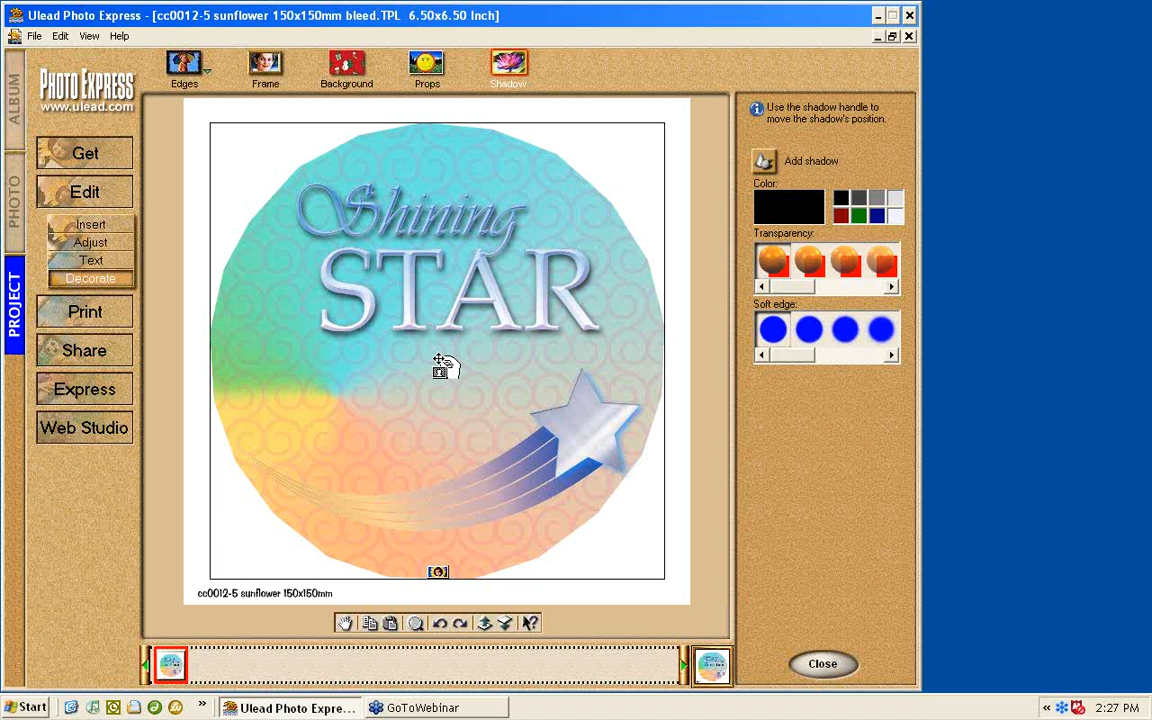 Ulead Photo Express - [cc0012-5 sunflower 150x150mm bleed.TPL 6.50x6.50 Inch]
File Edit View Help
ALBUM
PHOTO
PROJECT
PHOTO EXPRESS
www.ulead.com
Edges
Frame
Background
Props
Shadow
Get
Edit
Insert
Adjust
Text
Decorate
Print
Share
Express
Web Studio
Shining
STAR
cc0012-5 sunflower 150x150mm
Use the shadow handle to
move the shadow's position.
Add shadow
Color:
Transparency:
Soft edge:
Close
Start
Ulead Photo Expre...
GoToWebinar
2:27 PM